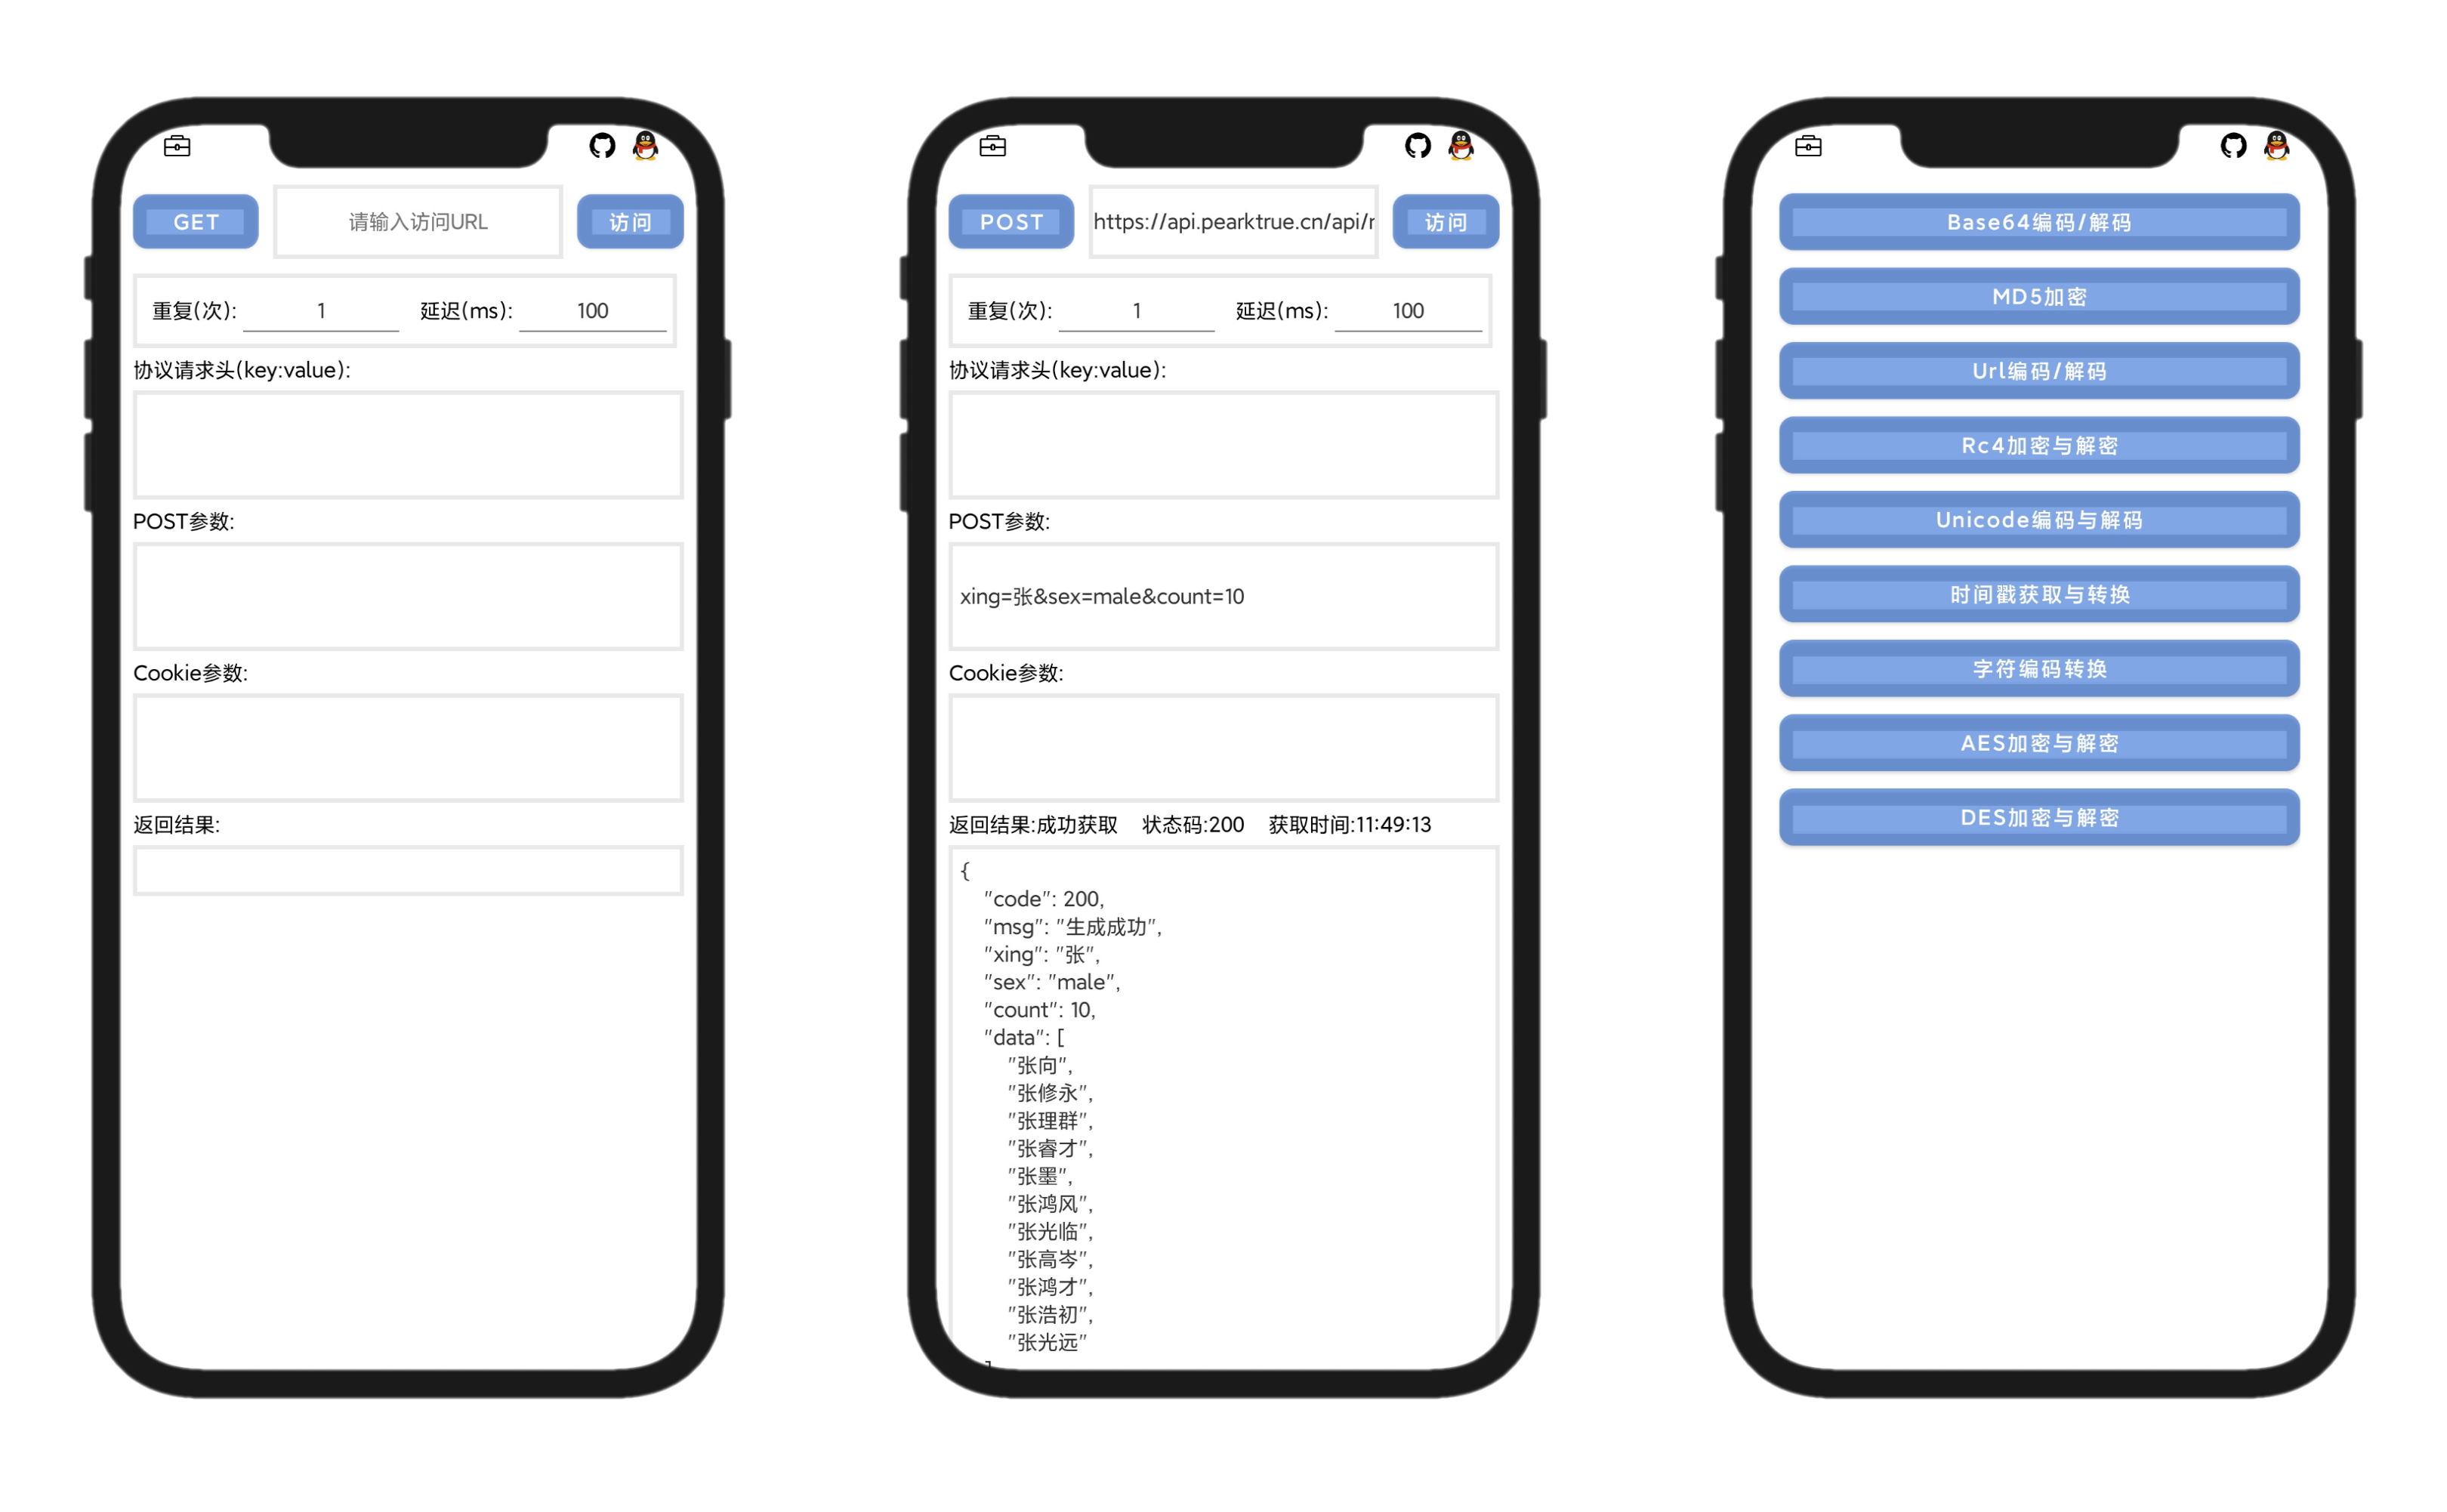 GET
请输入访问URL
访问
重复(次):
1
延迟(ms):
100
协议请求头(key:value):
POST参数:
Cookie参数:
返回结果:
POST
https://api.pearktrue.cn/api/r
访问
重复(次):
1
延迟(ms):
100
协议请求头(key:value):
POST参数:
xing=张&sex=male&count=10
Cookie参数:
返回结果:成功获取 状态码:200 获取时间:11:49:13
{
"code": 200,
"msg": "生成成功",
"xing": "张",
"sex": "male",
"count": 10,
"data": [
"张向",
"张修永",
"张理群",
"张睿才",
"张墨",
"张鸿风",
"张光临",
"张高岑",
"张鸿才",
"张浩初",
"张光远"
]
Base64编码/解码
MD5加密
Url编码/解码
Rc4加密与解密
Unicode编码与解码
时间戳获取与转换
字符编码转换
AES加密与解密
DES加密与解密